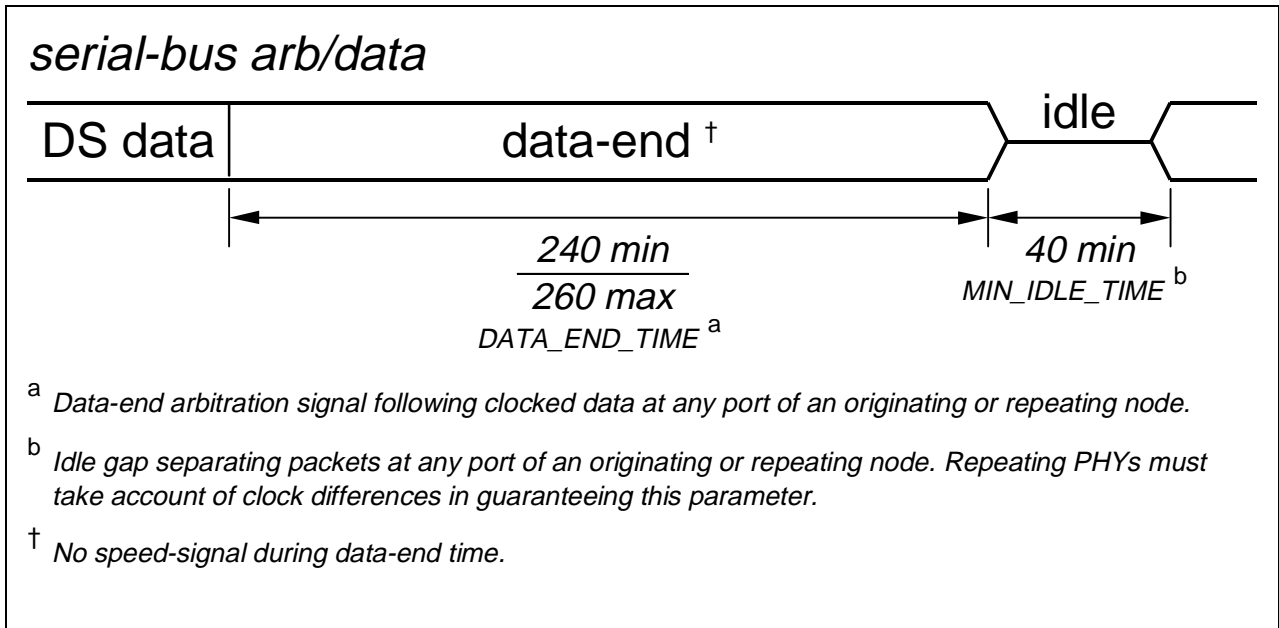 serial-bus arb/data
DS data
data-end †
idle
240 min
260 max
DATA_END_TIME a
40 min
MIN_IDLE_TIME b
a Data-end arbitration signal following clocked data at any port of an originating or repeating node.
b Idle gap separating packets at any port of an originating or repeating node. Repeating PHYs must
take account of clock differences in guaranteeing this parameter.
† No speed-signal during data-end time.